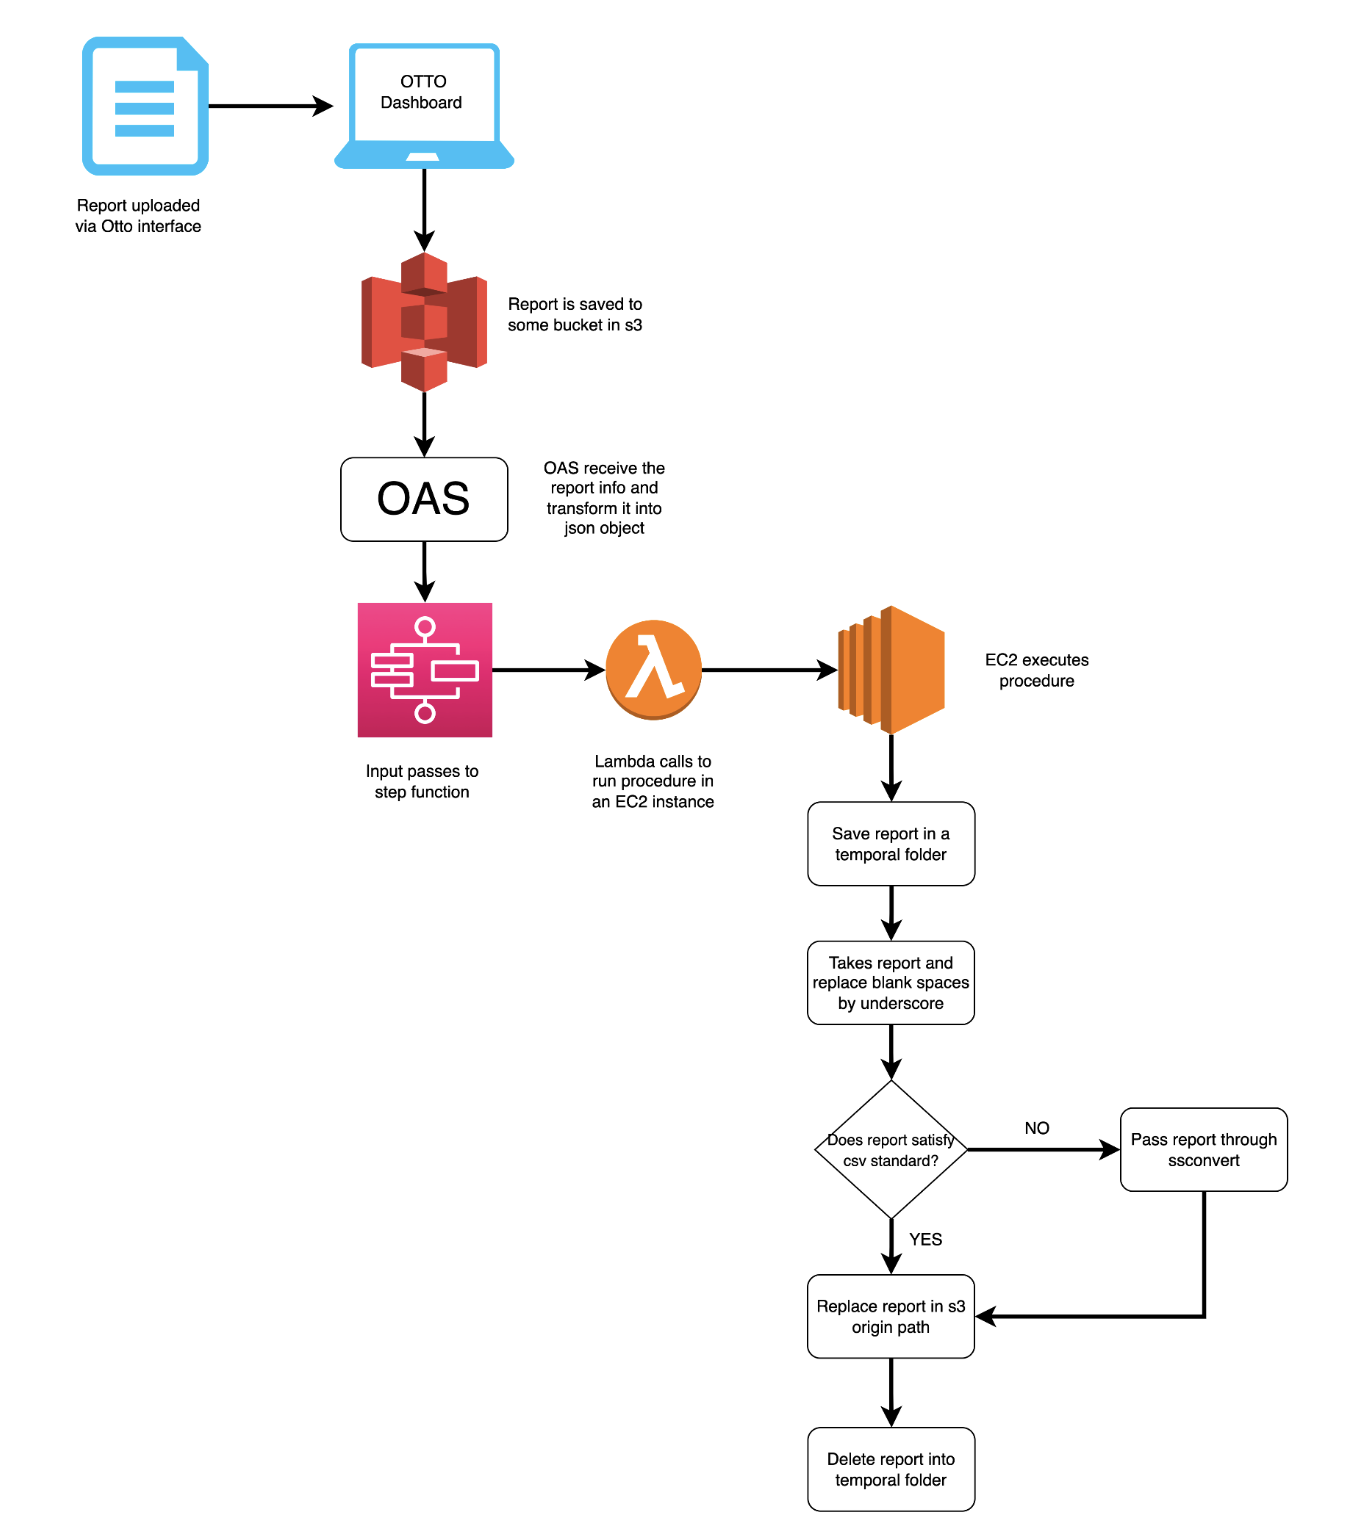 OTTO
Dashboard
Report uploaded
via Otto interface
Report is saved to
some bucket in s3
OAS
OAS receive the
report info and
transform it into
json object
Input passes to
step function
Lambda calls to
run procedure in
an EC2 instance
EC2 executes
procedure
Save report in a
temporal folder
Takes report and
replace blank spaces
by underscore
Does report satisfy
csv standard?
NO
Pass report through
ssconvert
YES
Replace report in s3
origin path
Delete report into
temporal folder